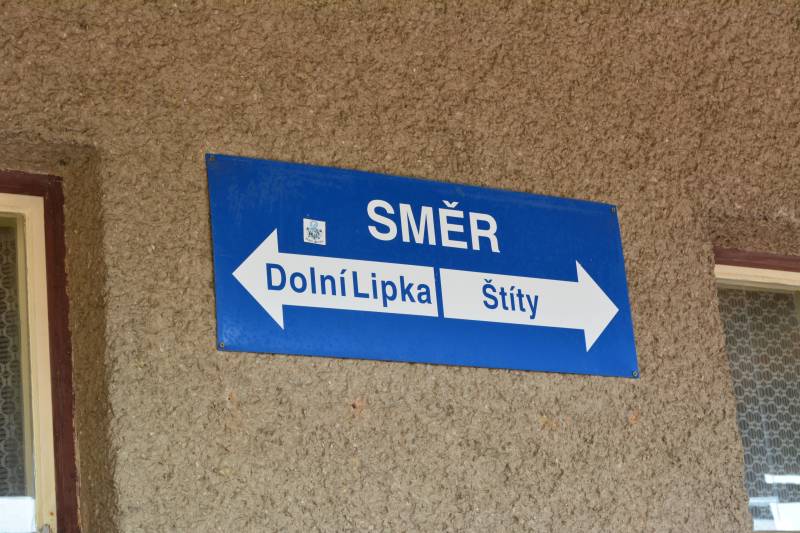 SMĚR
Dolní Lipka
Štíty